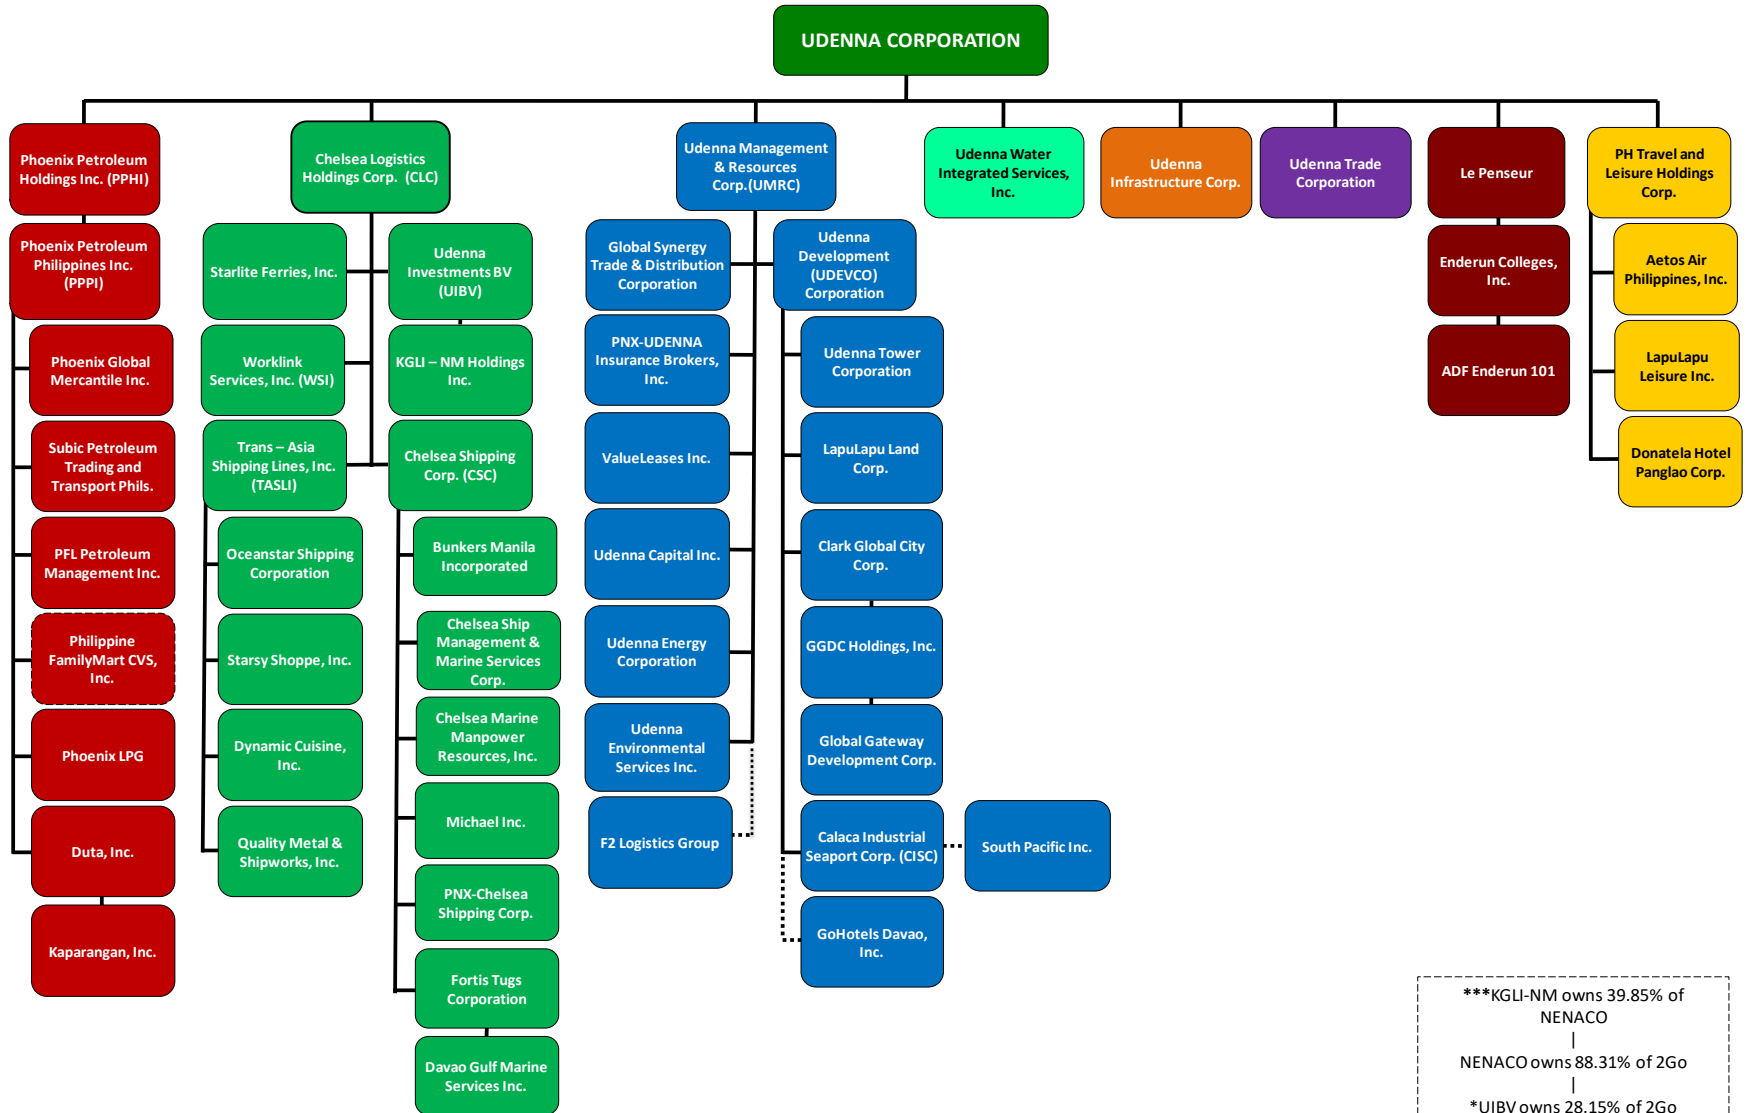 UDENNA CORPORATION
Phoenix Petroleum
Holdings Inc. (PPHI)
Chelsea Logistics
Holdings Corp. (CLC)
Udenna Management
& Resources
Corp.(UMRC)
Udenna Water
Integrated Services,
Inc.
Udenna
Infrastructure Corp.
Udenna Trade
Corporation
Le Penseur
PH Travel and
Leisure Holdings
Corp.
Phoenix Petroleum
Philippines Inc.
(PPPI)
Phoenix Global
Mercantile Inc.
Subic Petroleum
Trading and
Transport Phils.
PFL Petroleum
Management Inc.
Philippine
FamilyMart CVS,
Inc.
Phoenix LPG
Duta, Inc.
Kaparangan, Inc.
Starlite Ferries, Inc.
Worklink
Services, Inc. (WSI)
Trans – Asia
Shipping Lines, Inc.
(TASLI)
Oceanstar Shipping
Corporation
Starsy Shoppe, Inc.
Dynamic Cuisine,
Inc.
Quality Metal &
Shipworks, Inc.
Udenna
Investments BV
(UIBV)
KGLI – NM Holdings
Inc.
Chelsea Shipping
Corp. (CSC)
Bunkers Manila
Incorporated
Chelsea Ship
Management &
Marine Services
Corp.
Chelsea Marine
Manpower
Resources, Inc.
Michael Inc.
PNX-Chelsea
Shipping Corp.
Fortis Tugs
Corporation
Davao Gulf Marine
Services Inc.
Global Synergy
Trade & Distribution
Corporation
PNX-UDENNA
Insurance Brokers,
Inc.
ValueLeases Inc.
Udenna Capital Inc.
Udenna Energy
Corporation
Udenna
Environmental
Services Inc.
F2 Logistics Group
Udenna
Development
(UDEVCO)
Corporation
Udenna Tower
Corporation
LapuLapu Land
Corp.
Clark Global City
Corp.
GGDC Holdings, Inc.
Global Gateway
Development Corp.
Calaca Industrial
Seaport Corp. (CISC)
South Pacific Inc.
GoHotels Davao,
Inc.
Enderun Colleges,
Inc.
ADF Enderun 101
Aetos Air
Philippines, Inc.
LapuLapu
Leisure Inc.
Donatela Hotel
Panglao Corp.
***KGLI-NM owns 39.85% of
NENACO
|
NENACO owns 88.31% of 2Go
|
*UIBV owns 28.15% of 2Go